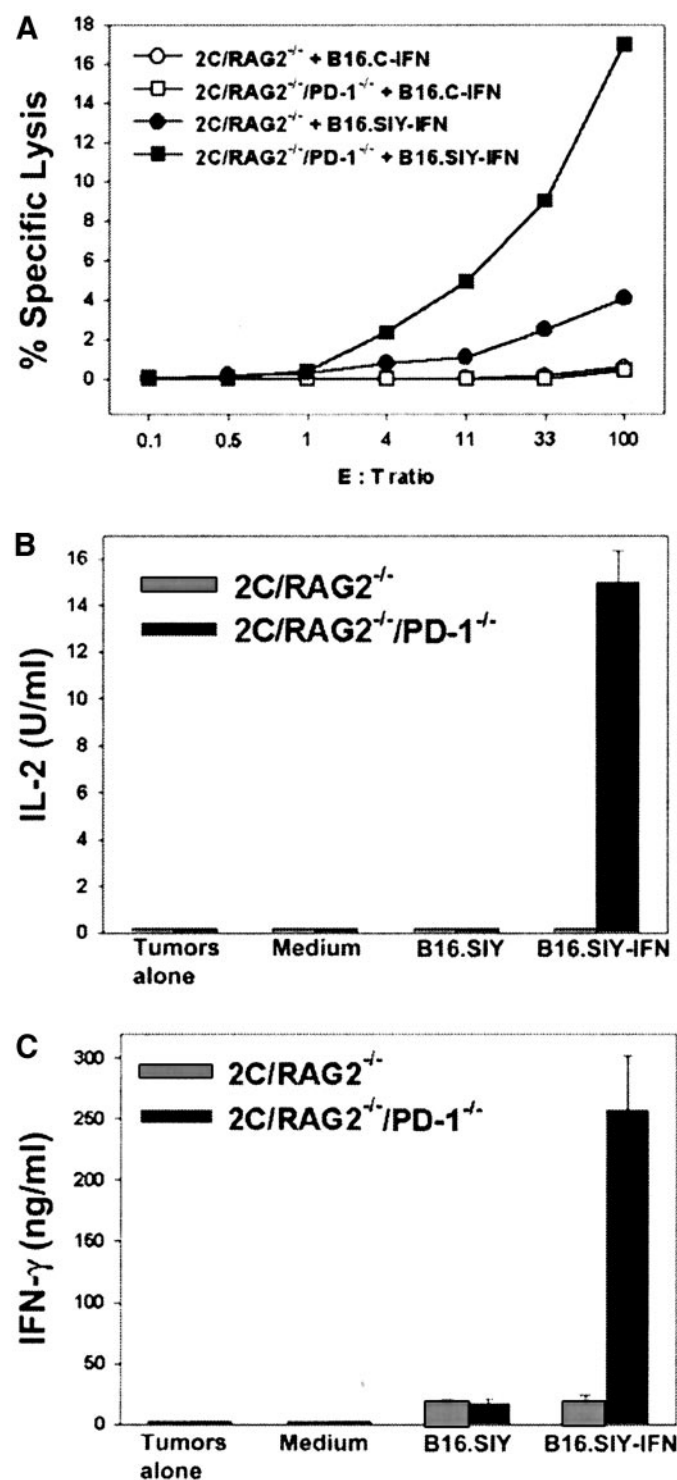 A
% Specific Lysis
18
16
14
12
10
8
6
4
2
0
2C/RAG2-/- + B16.C-IFN
2C/RAG2-/-/PD-1-/- + B16.C-IFN
2C/RAG2-/- + B16.SIY-IFN
2C/RAG2-/-/PD-1-/- + B16.SIY-IFN
0.1 0.5 1 4 11 33 100
E : T ratio
B
IL-2 (U/ml)
16
14
12
10
8
6
4
2
0
2C/RAG2-/-
2C/RAG2-/-/PD-1-/-
Tumors alone Medium B16.SIY B16.SIY-IFN
C
IFN-γ (ng/ml)
300
250
200
150
100
50
0
2C/RAG2-/-
2C/RAG2-/-/PD-1-/-
Tumors alone Medium B16.SIY B16.SIY-IFN